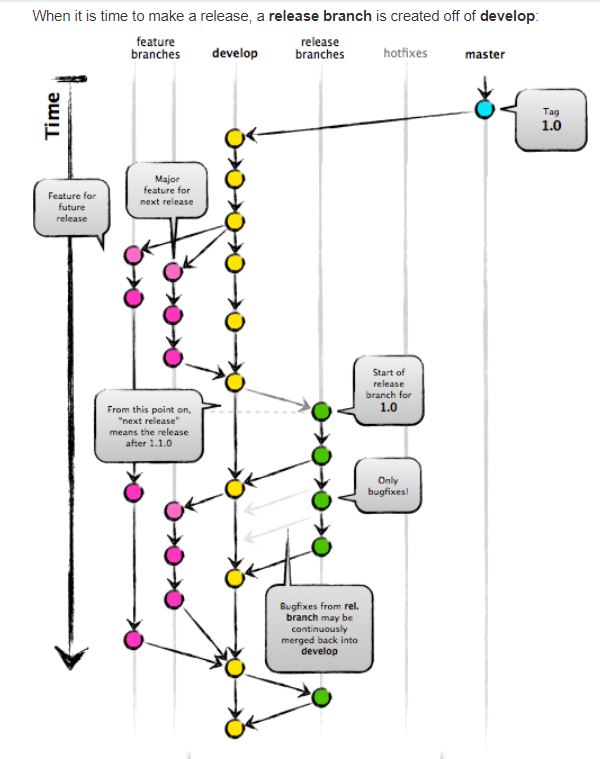 When it is time to make a release, a release branch is created off of develop:
feature
branches
develop
release
branches
hotfixes
master
Time
Tag
1.0
Feature for
future
release
Major
feature for
next release
Start of
release
branch for
1.0
From this point on,
"next release"
means the release
after 1.1.0
Only
bugfixes!
Bugfixes from rel.
branch may be
continuously
merged back into
develop